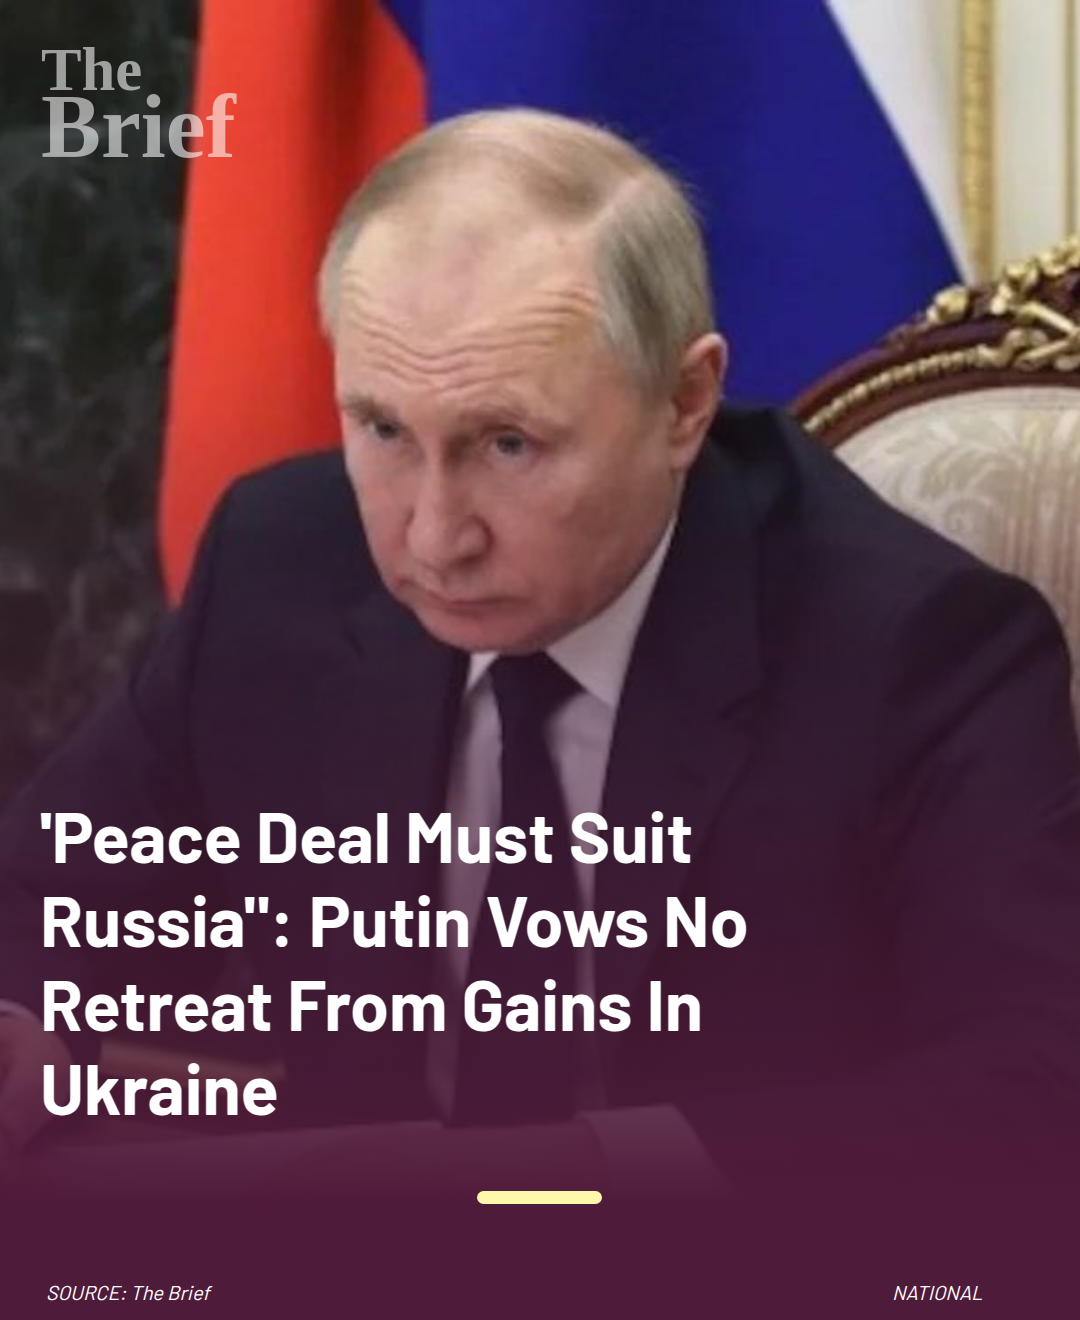 The
Brief
'Peace Deal Must Suit
Russia": Putin Vows No
Retreat From Gains In
Ukraine
SOURCE: The Brief
NATIONAL